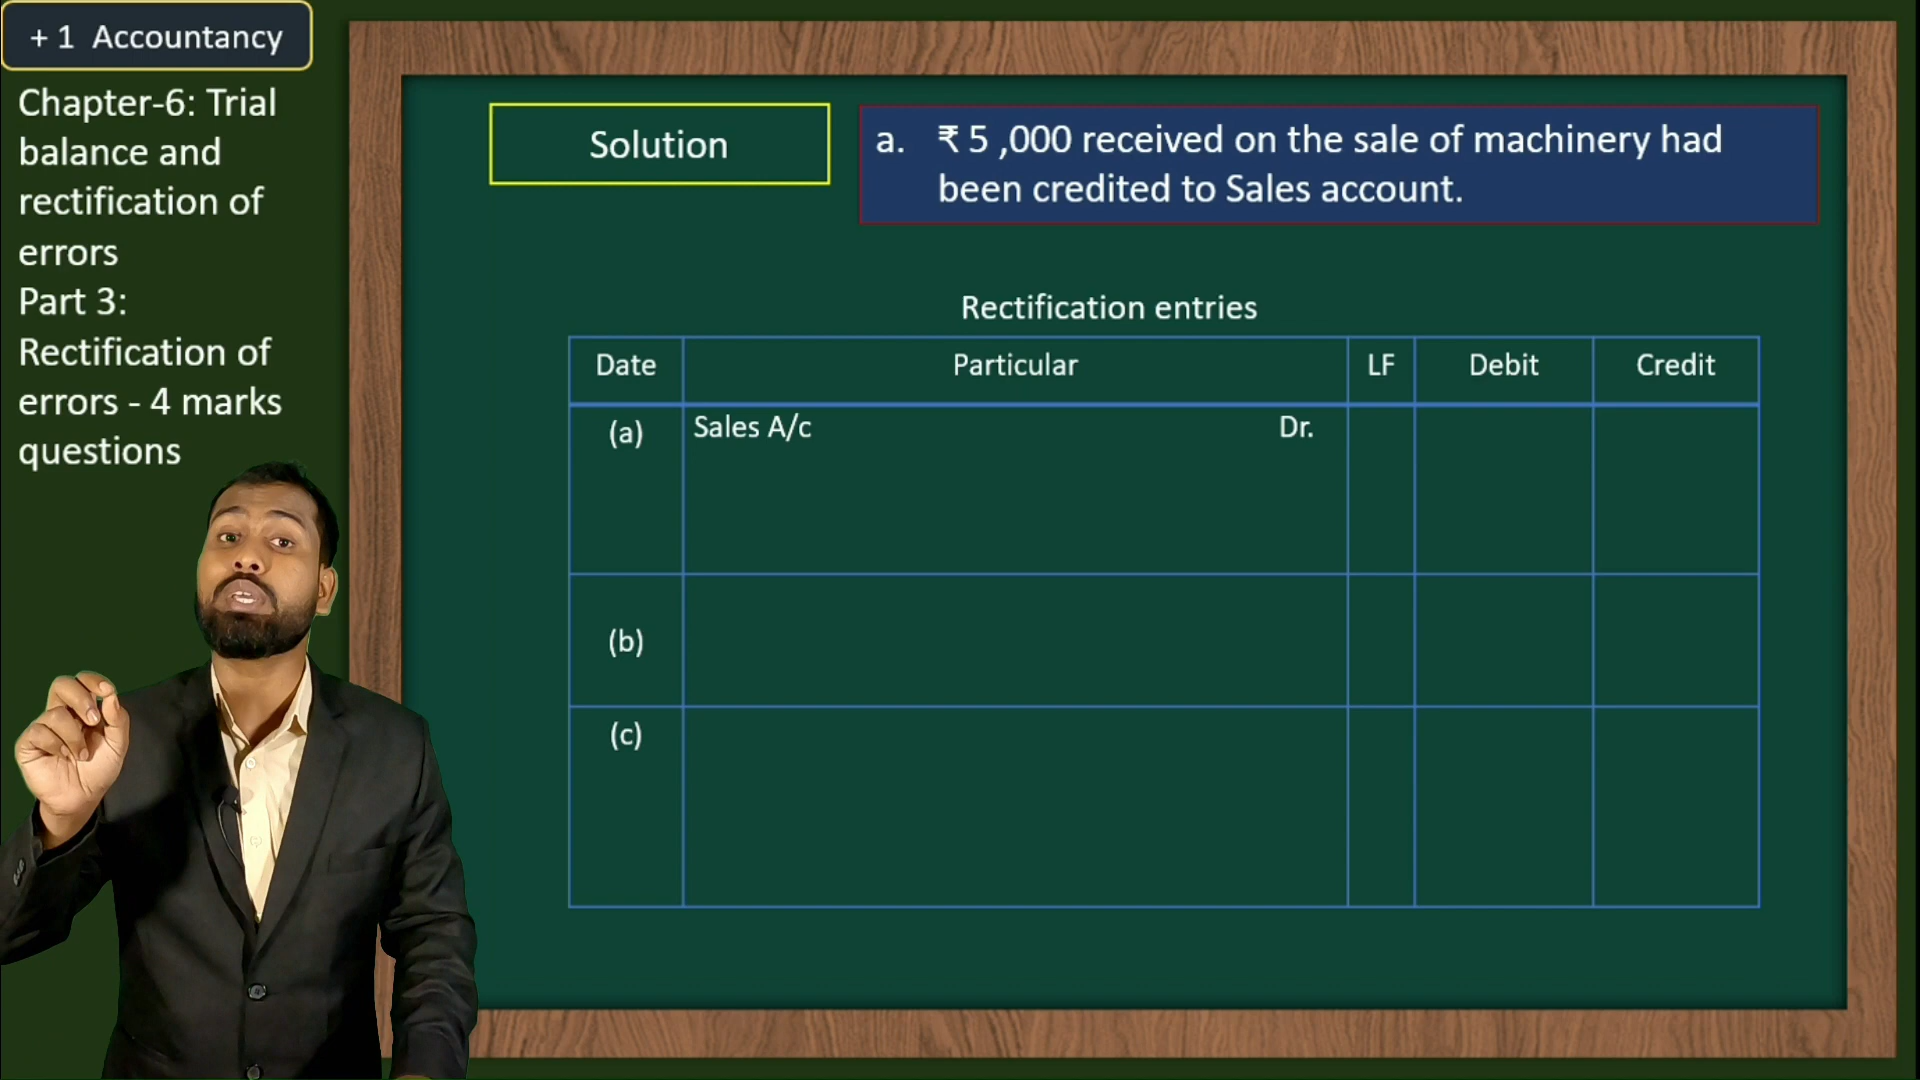 + 1 Accountancy
Chapter-6: Trial
balance and
rectification of
errors
Part 3:
Rectification of
errors - 4 marks
questions
Solution
a. ₹ 5 ,000 received on the sale of machinery had
been credited to Sales account.
Rectification entries
Date Particular LF Debit Credit
(a) Sales A/c Dr.
(b)
(c)